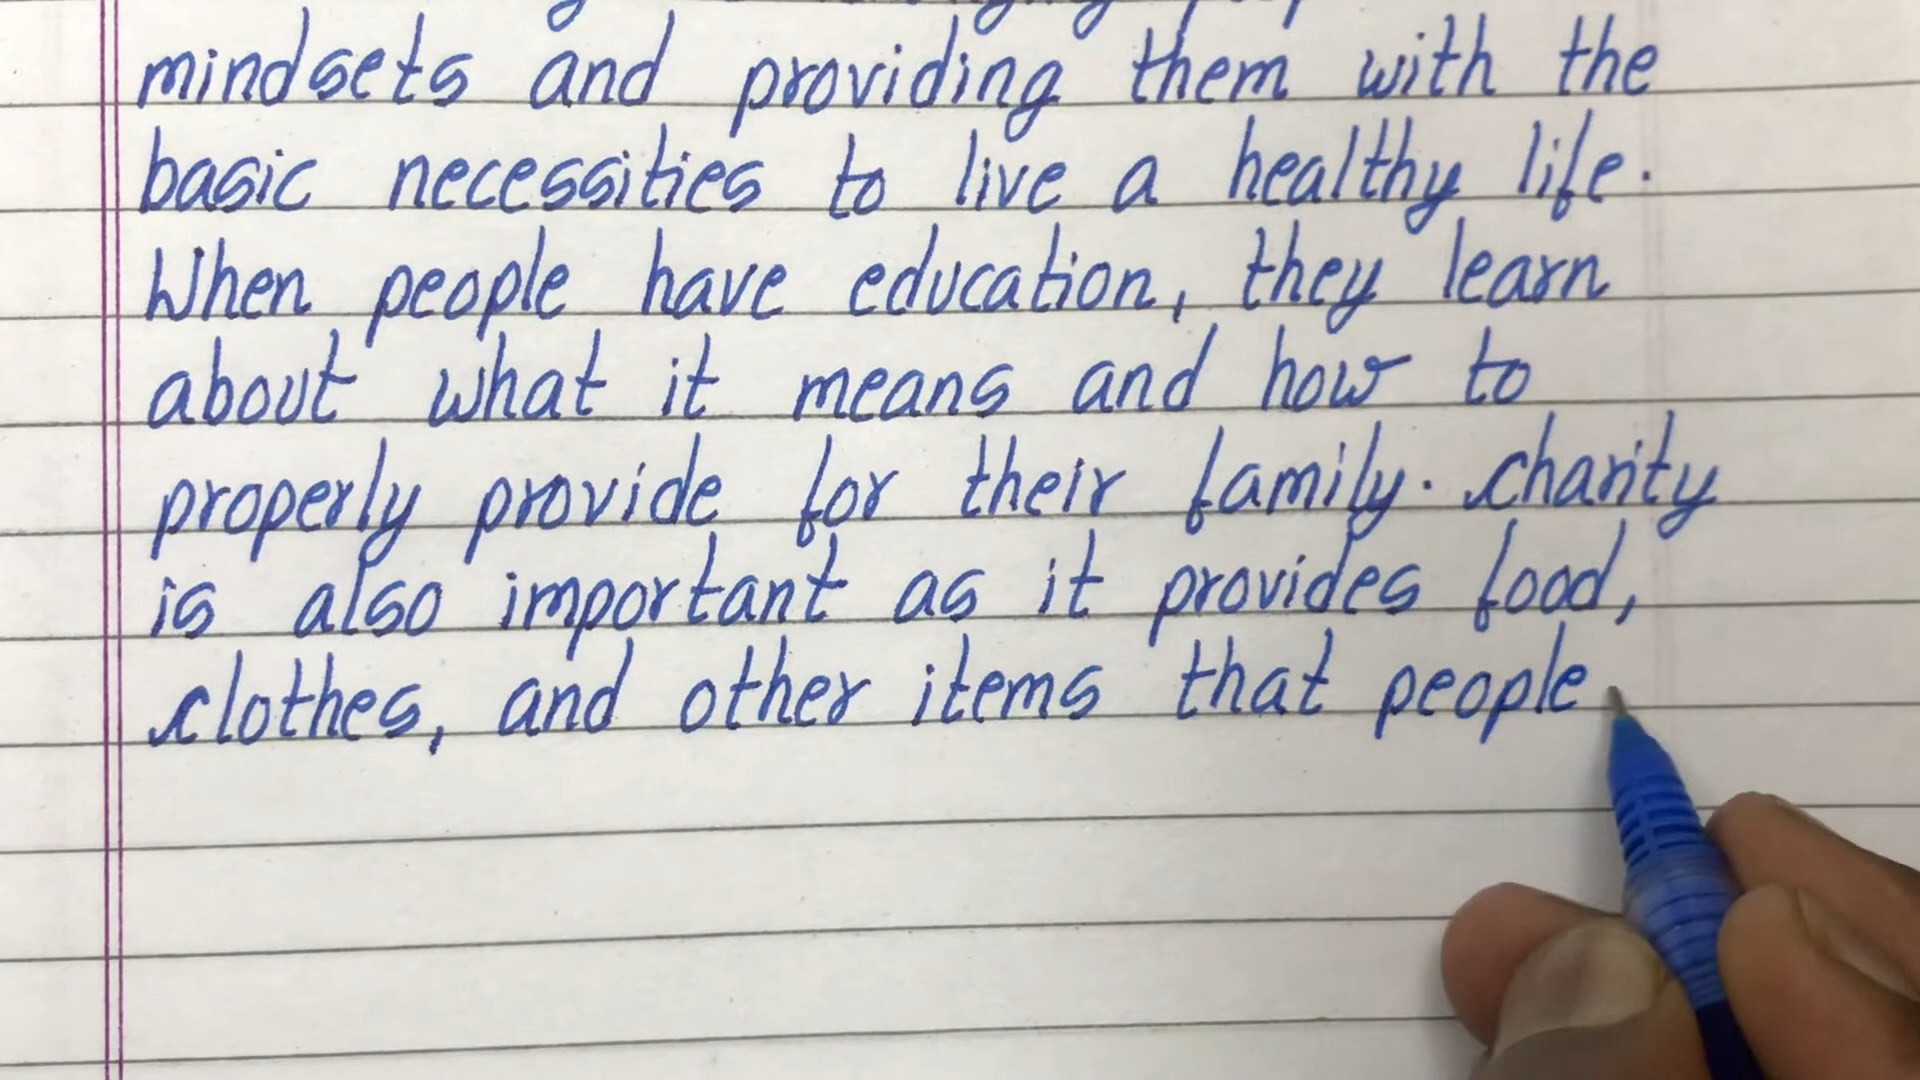 mindsets and providing them with the
basic necessities to live a healthy life.
When people have education, they learn
about what it means and how to
properly provide for their family. charity
is also important as it provides food,
clothes, and other items that people